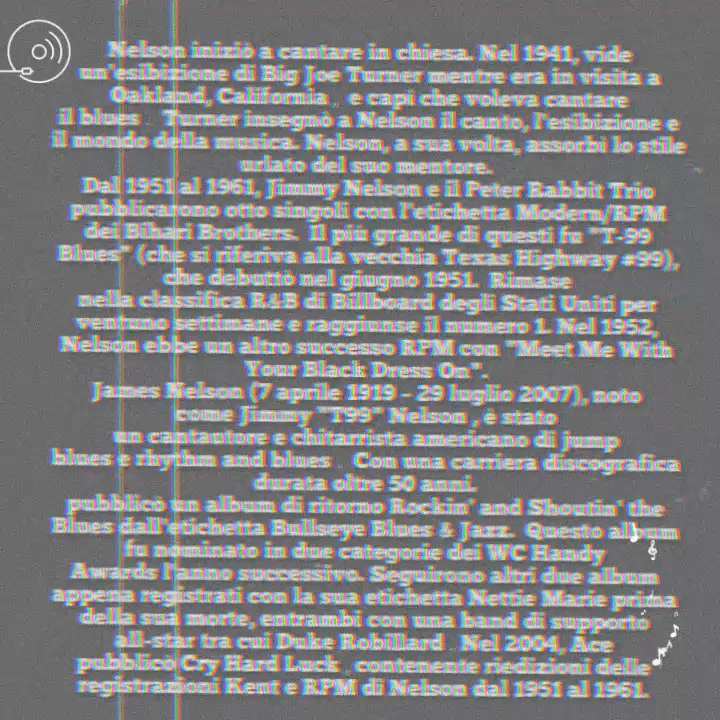 Nelson iniziò a cantare in chiesa. Nel 1941, vide
un'esibizione di Big Joe Turner mentre era in visita a
Oakland, California , e capì che voleva cantare
il blues . Turner insegnò a Nelson il canto, l'esibizione e
il mondo della musica. Nelson, a sua volta, assorbì lo stile
urlato del suo mentore.
Dal 1951 al 1961, Jimmy Nelson e il Peter Rabbit Trio
pubblicarono otto singoli con l'etichetta Modern/RPM
dei Bihari Brothers. Il più grande di questi fu "T-99
Blues" (che si riferiva alla vecchia Texas Highway #99),
che debuttò nel giugno 1951. Rimase
nella classifica R&B di Billboard degli Stati Uniti per
ventuno settimane e raggiunse il numero 1. Nel 1952,
Nelson ebbe un altro successo RPM con "Meet Me With
Your Black Dress On".
James Nelson (7 aprile 1919 – 29 luglio 2007), noto
come Jimmy "T99" Nelson , è stato
un cantautore e chitarrista americano di jump
blues e rhythm and blues . Con una carriera discografica
durata oltre 50 anni.
pubblicò un album di ritorno Rockin' and Shoutin' the
Blues dall'etichetta Bullseye Blues & Jazz. Questo album
fu nominato in due categorie dei WC Handy
Awards l'anno successivo. Seguirono altri due album
appena registrati con la sua etichetta Nettie Marie prima
della sua morte, entrambi con una band di supporto
all-star tra cui Duke Robillard . Nel 2004, Ace
pubblicò Cry Hard Luck , contenente riedizioni delle
registrazioni Kent e RPM di Nelson dal 1951 al 1961.